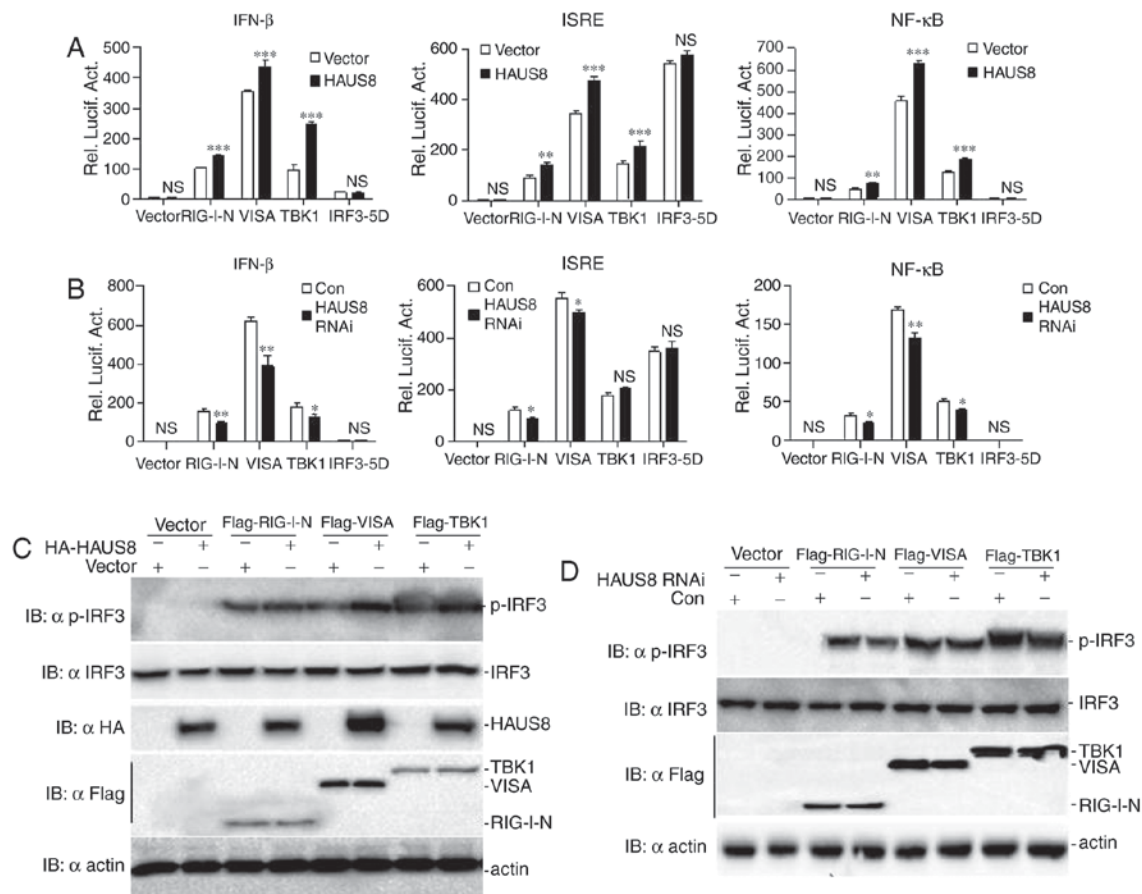 A
IFN-β
Rel. Lucif. Act.
500
400
300
200
100
0
Vector
HAUS8
NS
***
***
***
NS
Vector RIG-I-N VISA TBK1 IRF3-5D
ISRE
Rel. Lucif. Act.
600
400
200
0
Vector
HAUS8
NS
**
***
***
NS
Vector RIG-I-N VISA TBK1 IRF3-5D
NF-κB
Rel. Lucif. Act.
700
600
500
400
300
200
100
0
Vector
HAUS8
NS
**
***
***
NS
Vector RIG-I-N VISA TBK1 IRF3-5D
B
IFN-β
Rel. Lucif. Act.
800
600
400
200
0
Con
HAUS8
RNAi
NS
**
**
*
NS
Vector RIG-I-N VISA TBK1 IRF3-5D
ISRE
Rel. Lucif. Act.
600
400
200
0
Con
HAUS8
RNAi
NS
*
*
NS
NS
Vector RIG-I-N VISA TBK1 IRF3-5D
NF-κB
Rel. Lucif. Act.
200
150
100
50
0
Con
HAUS8
RNAi
NS
*
**
*
NS
Vector RIG-I-N VISA TBK1 IRF3-5D
C
Vector Flag-RIG-I-N Flag-VISA Flag-TBK1
HA-HAUS8 − + − + − + − +
Vector + − + − + − + −
IB: α p-IRF3 p-IRF3
IB: α IRF3 IRF3
IB: α HA HAUS8
IB: α Flag
TBK1
VISA
RIG-I-N
IB: α actin actin
D
Vector Flag-RIG-I-N Flag-VISA Flag-TBK1
HAUS8 RNAi − + − + − + − +
Con + − + − + − + −
IB: α p-IRF3 p-IRF3
IB: α IRF3 IRF3
IB: α Flag
TBK1
VISA
RIG-I-N
IB: α actin actin